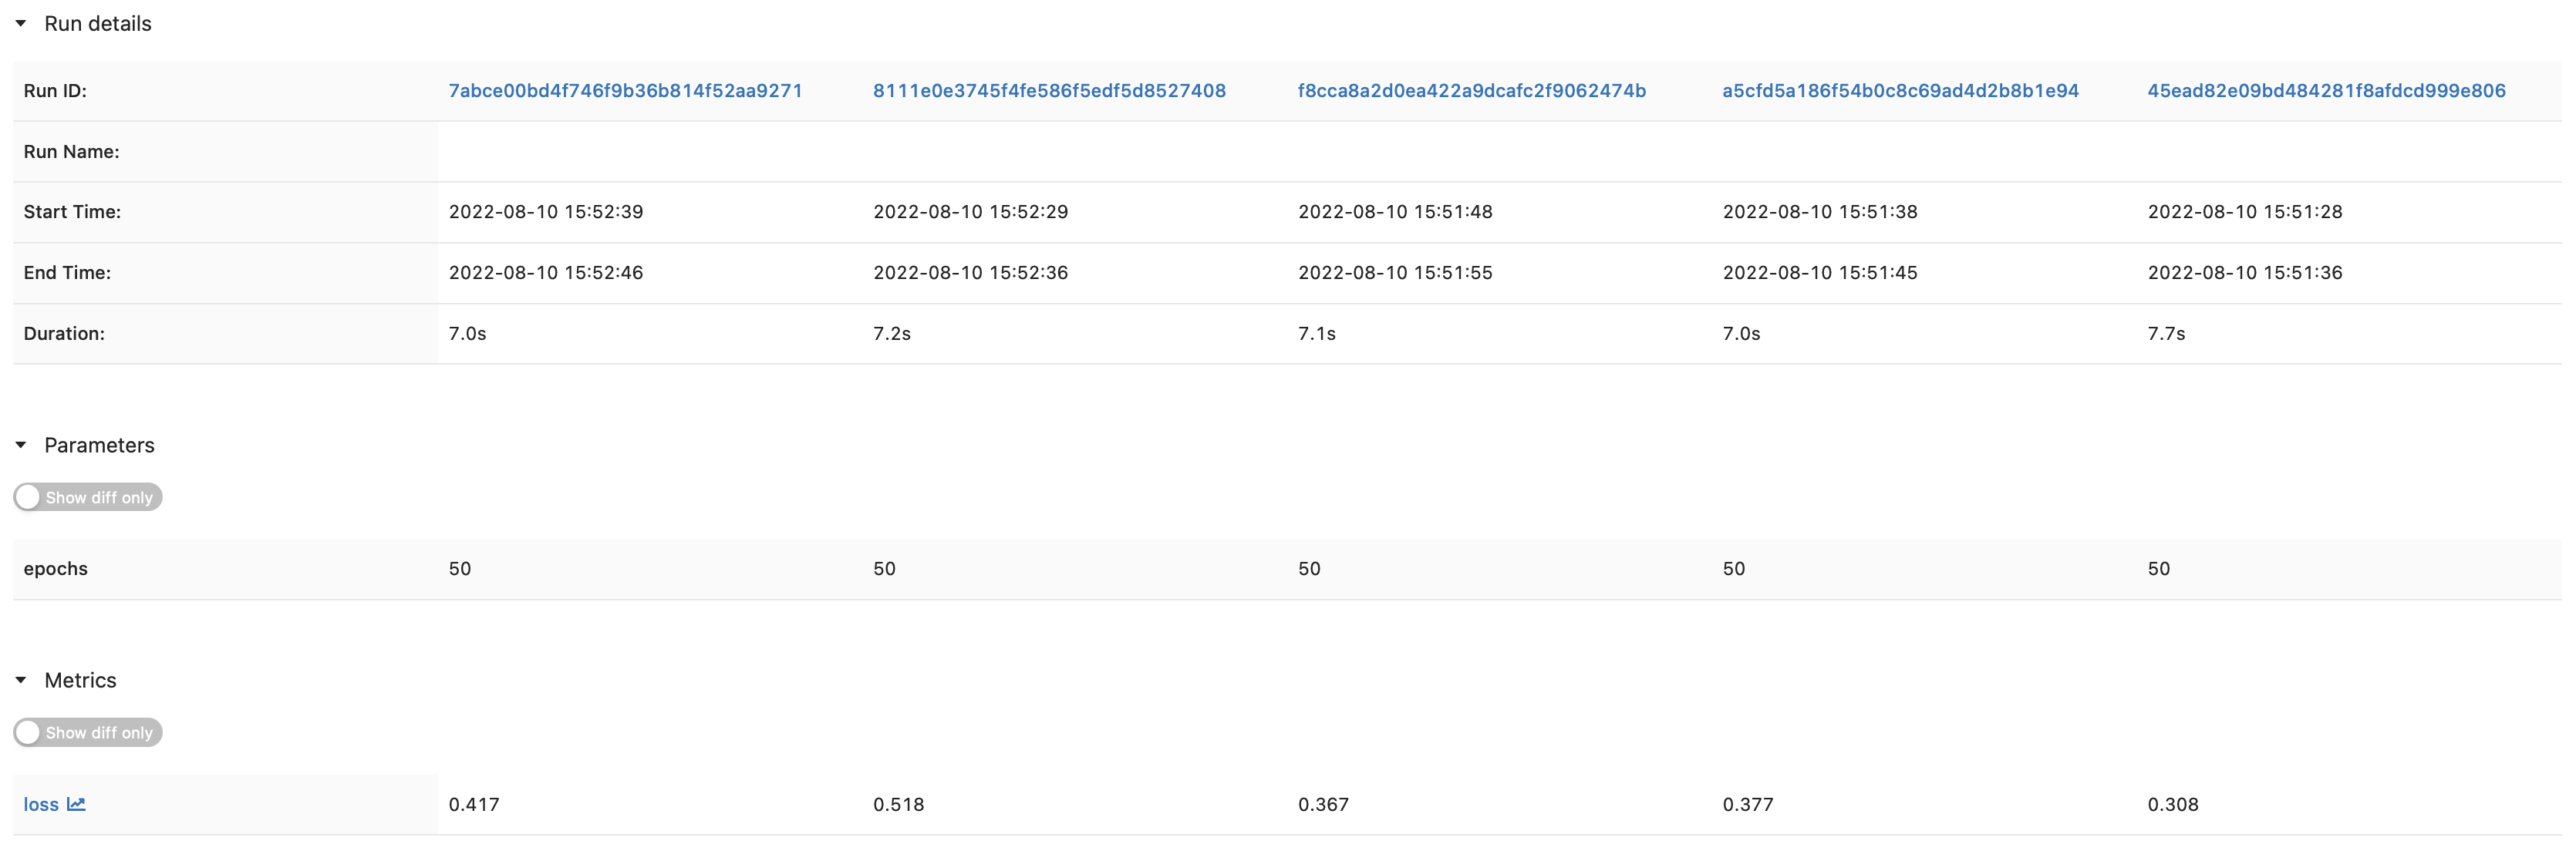 Run details
Run ID: 7abce00bd4f746f9b36b814f52aa9271 8111e0e3745f4fe586f5edf5d8527408 f8cca8a2d0ea422a9dcafc2f9062474b a5cfd5a186f54b0c8c69ad4d2b8b1e94 45ead82e09bd484281f8afdcd999e806
Run Name:
Start Time: 2022-08-10 15:52:39 2022-08-10 15:52:29 2022-08-10 15:51:48 2022-08-10 15:51:38 2022-08-10 15:51:28
End Time: 2022-08-10 15:52:46 2022-08-10 15:52:36 2022-08-10 15:51:55 2022-08-10 15:51:45 2022-08-10 15:51:36
Duration: 7.0s 7.2s 7.1s 7.0s 7.7s
Parameters
Show diff only
epochs 50 50 50 50 50
Metrics
Show diff only
loss 0.417 0.518 0.367 0.377 0.308